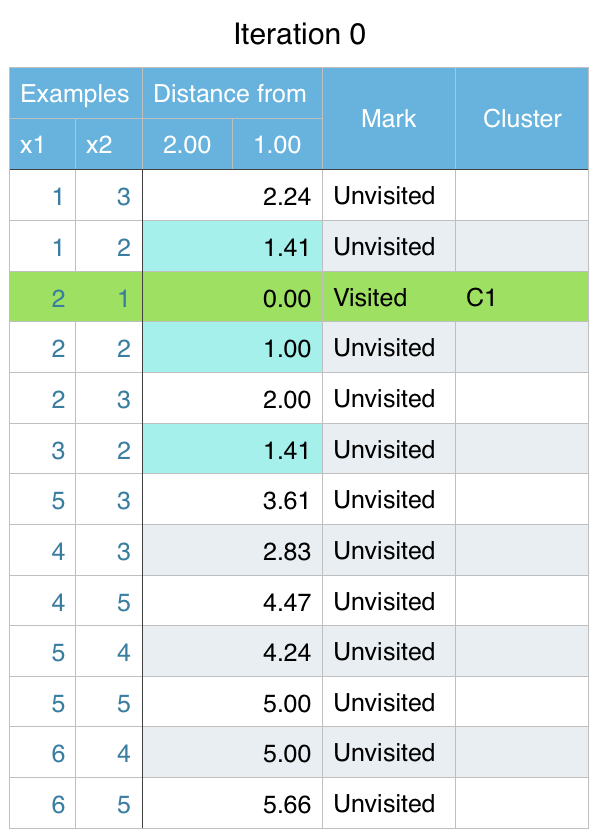 Iteration 0
Examples Distance from Mark Cluster
x1 x2 2.00 1.00
1 3 2.24 Unvisited
1 2 1.41 Unvisited
2 1 0.00 Visited C1
2 2 1.00 Unvisited
2 3 2.00 Unvisited
3 2 1.41 Unvisited
5 3 3.61 Unvisited
4 3 2.83 Unvisited
4 5 4.47 Unvisited
5 4 4.24 Unvisited
5 5 5.00 Unvisited
6 4 5.00 Unvisited
6 5 5.66 Unvisited